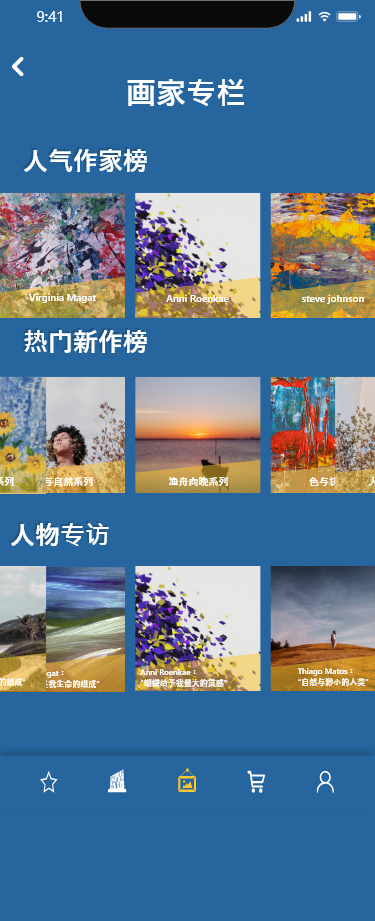 9:41
画家专栏
人气作家榜
Virginia Magat
Anni Roenkae
steve johnson
热门新作榜
系列
与自然系列
渔舟向晚系列
色与
人物专访
的组成”
gat：
是我生命的组成”
Anni Roenkae：
“蝴蝶给予我最大的灵感”
Thiago Matos：
“自然与渺小的人类”